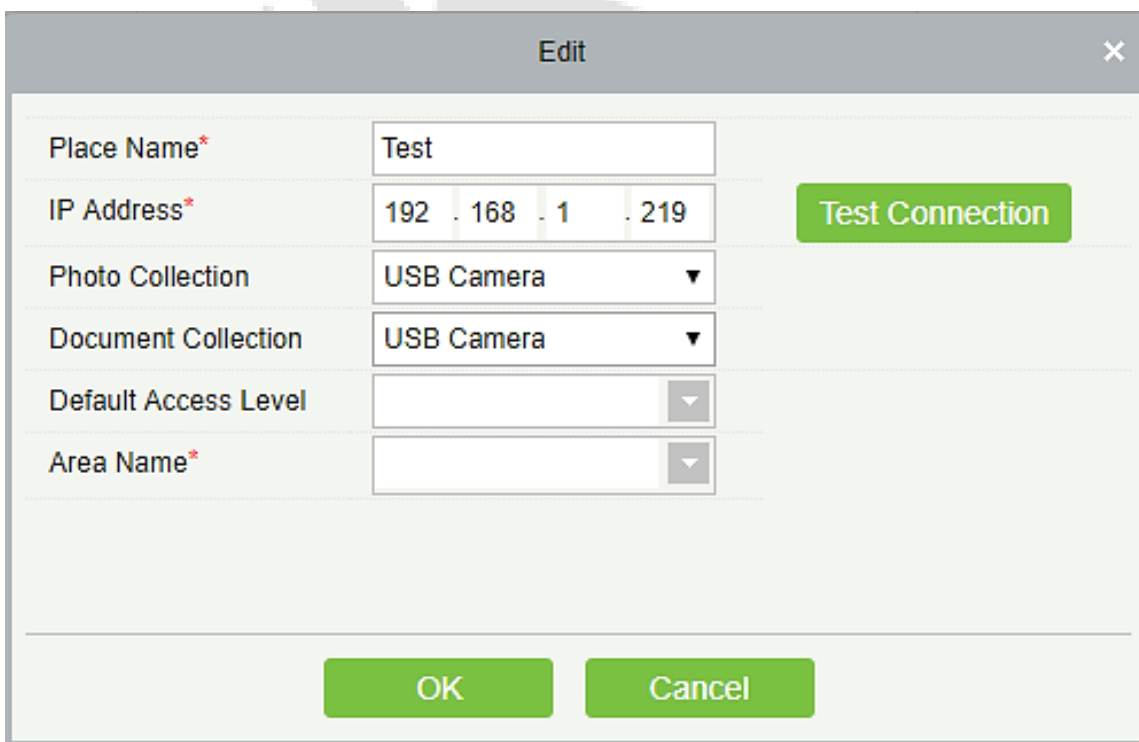 Edit ×
Place Name* Test
IP Address* 192 . 168 . 1 . 219 Test Connection
Photo Collection USB Camera
Document Collection USB Camera
Default Access Level
Area Name*
OK Cancel